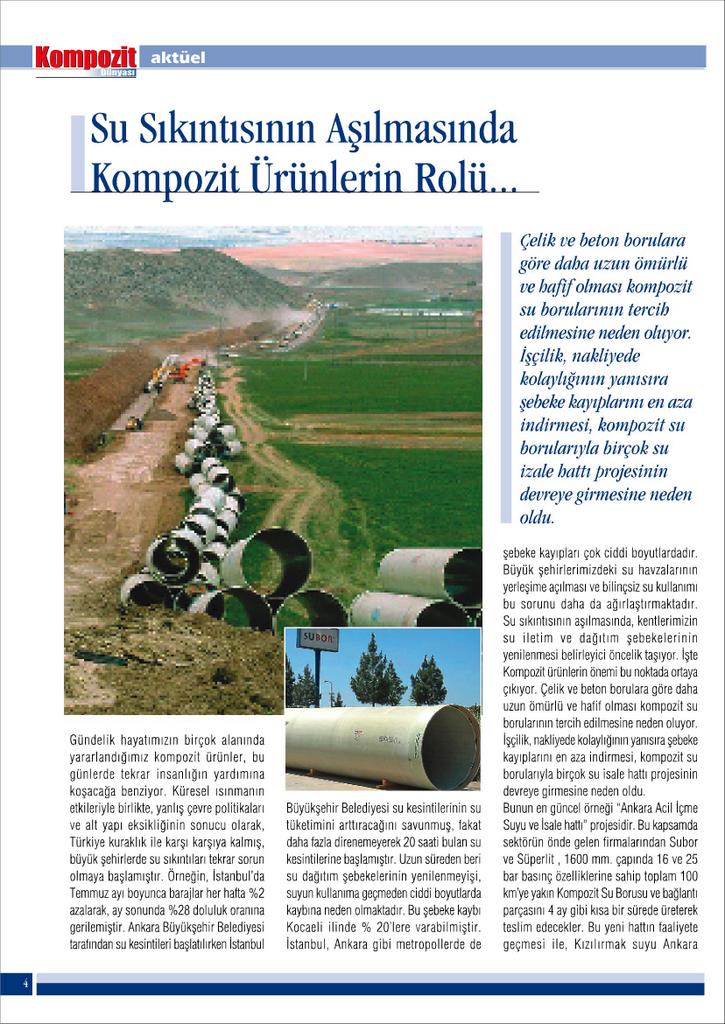 Kompozit
Dünyası
aktüel
Su Sıkıntısının Aşılmasında
Kompozit Ürünlerin Rolü...
Çelik ve beton borulara
göre daha uzun ömürlü
ve hafif olması kompozit
su borularının tercih
edilmesine neden oluyor.
İşçilik, nakliyede
kolaylığının yanısıra
şebeke kayıplarını en aza
indirmesi, kompozit su
borularıyla birçok su
izale hattı projesinin
devreye girmesine neden
oldu.
SUBOR
Gündelik hayatımızın birçok alanında
yararlandığımız kompozit ürünler, bu
günlerde tekrar insanlığın yardımına
koşacağa benziyor. Küresel ısınmanın
etkileriyle birlikte, yanlış çevre politikaları
ve alt yapı eksikliğinin sonucu olarak,
Türkiye kuraklık ile karşı karşıya kalmış,
büyük şehirlerde su sıkıntıları tekrar sorun
olmaya başlamıştır. Örneğin, İstanbul'da
Temmuz ayı boyunca barajlar her hafta %2
azalarak, ay sonunda %28 doluluk oranına
gerilemiştir. Ankara Büyükşehir Belediyesi
tarafından su kesintileri başlatılırken İstanbul
Büyükşehir Belediyesi su kesintilerinin su
tüketimini arttıracağını savunmuş, fakat
daha fazla direnemeyerek 20 saati bulan su
kesintilerine başlamıştır. Uzun süreden beri
su dağıtım şebekelerinin yenilenmeyişi,
suyun kullanıma geçmeden ciddi boyutlarda
kaybına neden olmaktadır. Bu şebeke kaybı
Kocaeli ilinde % 20'lere varabilmiştir.
İstanbul, Ankara gibi metropollerde de
şebeke kayıpları çok ciddi boyutlardadır.
Büyük şehirlerimizdeki su havzalarının
yerleşime açılması ve bilinçsiz su kullanımı
bu sorunu daha da ağırlaştırmaktadır.
Su sıkıntısının aşılmasında, kentlerimizin
su iletim ve dağıtım şebekelerinin
yenilenmesi belirleyici öncelik taşıyor. İşte
Kompozit ürünlerin önemi bu noktada ortaya
çıkıyor. Çelik ve beton borulara göre daha
uzun ömürlü ve hafif olması kompozit su
borularının tercih edilmesine neden oluyor.
İşçilik, nakliyede kolaylığının yanısıra şebeke
kayıplarını en aza indirmesi, kompozit su
borularıyla birçok su isale hattı projesinin
devreye girmesine neden oldu.
Bunun en güncel örneği "Ankara Acil İçme
Suyu ve İsale hattı" projesidir. Bu kapsamda
sektörün önde gelen firmalarından Subor
ve Süperlit , 1600 mm. çapında 16 ve 25
bar basınç özelliklerine sahip toplam 100
km'ye yakın Kompozit Su Borusu ve bağlantı
parçasını 4 ay gibi kısa bir sürede üreterek
teslim edecekler. Bu yeni hattın faaliyete
geçmesi ile, Kızılırmak suyu Ankara
4